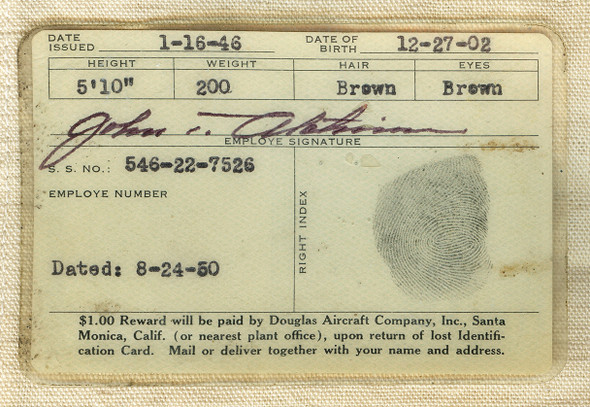 DATE ISSUED 1-16-46 DATE OF BIRTH 12-27-02
HEIGHT WEIGHT HAIR EYES
5'10" 200 Brown Brown
John T. Atkinson
EMPLOYE SIGNATURE
S. S. NO.: 546-22-7526
EMPLOYE NUMBER
RIGHT INDEX
Dated: 8-24-50
$1.00 Reward will be paid by Douglas Aircraft Company, Inc., Santa
Monica, Calif. (or nearest plant office), upon return of lost Identifi-
cation Card. Mail or deliver together with your name and address.